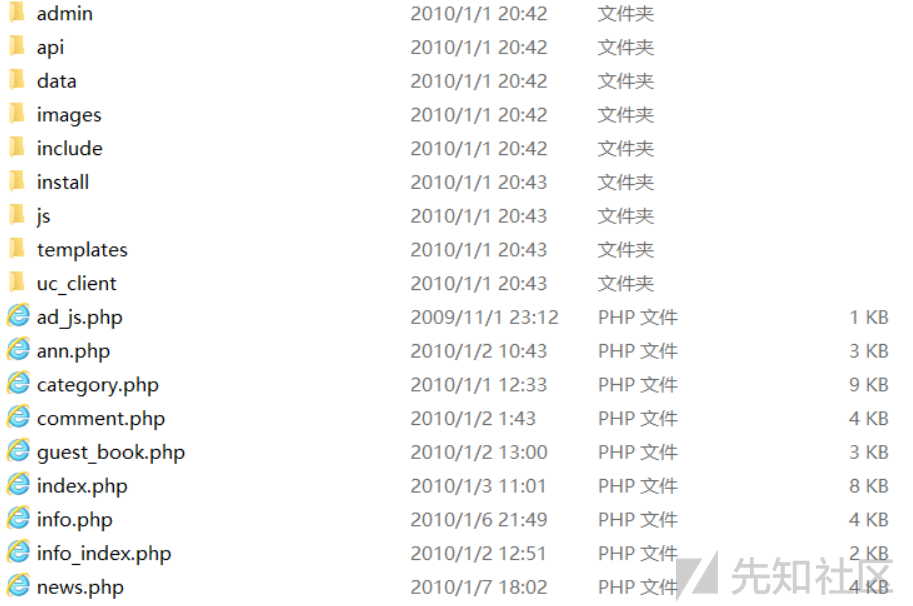 admin 2010/1/1 20:42 文件夹
api 2010/1/1 20:42 文件夹
data 2010/1/1 20:42 文件夹
images 2010/1/1 20:42 文件夹
include 2010/1/1 20:42 文件夹
install 2010/1/1 20:43 文件夹
js 2010/1/1 20:43 文件夹
templates 2010/1/1 20:43 文件夹
uc_client 2010/1/1 20:43 文件夹
ad_js.php 2009/11/1 23:12 PHP 文件 1 KB
ann.php 2010/1/2 10:43 PHP 文件 3 KB
category.php 2010/1/1 12:33 PHP 文件 9 KB
comment.php 2010/1/2 1:43 PHP 文件 4 KB
guest_book.php 2010/1/2 13:00 PHP 文件 3 KB
index.php 2010/1/3 11:01 PHP 文件 8 KB
info.php 2010/1/6 21:49 PHP 文件 4 KB
info_index.php 2010/1/2 12:51 PHP 文件 2 KB
news.php 2010/1/7 18:02 PHP 文件 4 KB
先知社区